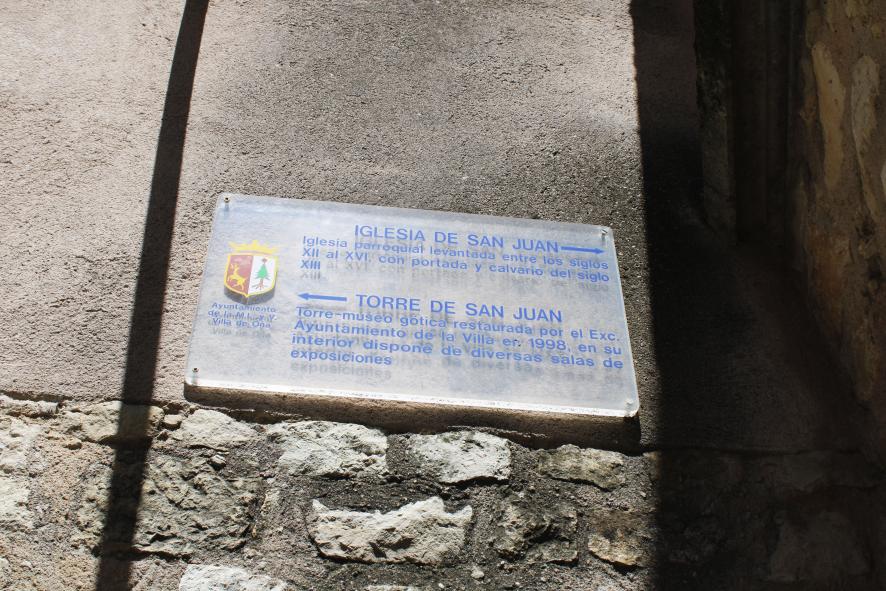 IGLESIA DE SAN JUAN
Iglesia parroquial levantada entre los siglos
XII al XVI, con portada y calvario del siglo
XIII
Ayuntamiento
de la M.L. y V.
Villa de Oña
TORRE DE SAN JUAN
Torre-museo gótica restaurada por el Exc.
Ayuntamiento de la Villa en 1998, en su
interior dispone de diversas salas de
exposiciones